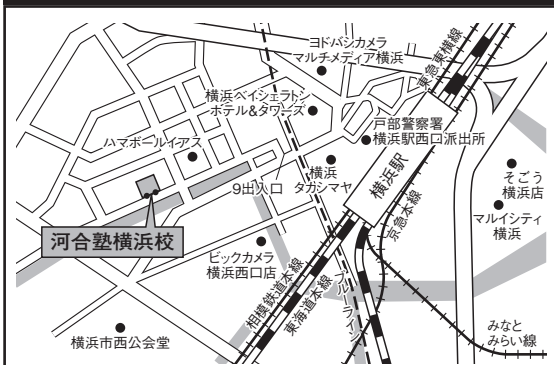 ヨドバシカメラ
マルチメディア横浜
東急東横線
横浜ベイシェラトン
ホテル&タワーズ
戸部警察署
横浜駅西口派出所
ハマボールイアス
横浜駅
9出入口
横浜
タカシマヤ
そごう
横浜店
マルイシティ
横浜
京急本線
河合塾横浜校
ビックカメラ
横浜西口店
相模鉄道本線
東海道本線
ブルーライン
横浜市西公会堂
みなと
みらい線